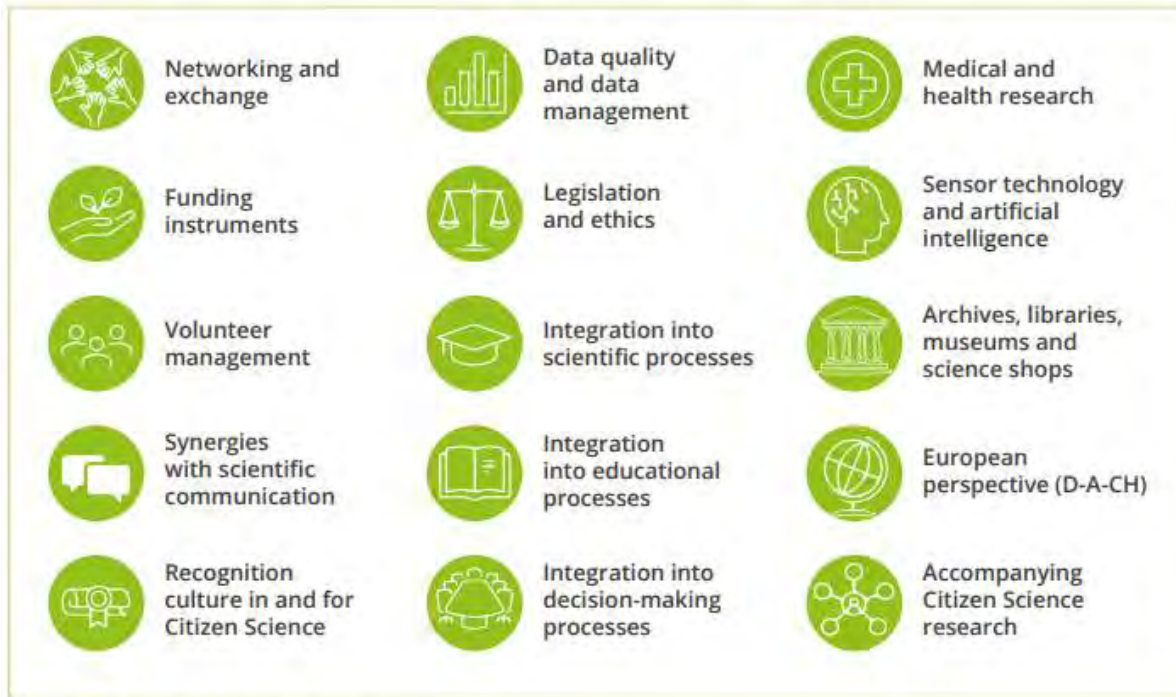 Networking and
exchange
Funding
instruments
Volunteer
management
Synergies
with scientific
communication
Recognition
culture in and for
Citizen Science
Data quality
and data
management
Legislation
and ethics
Integration into
scientific processes
Integration
into educational
processes
Integration into
decision-making
processes
Medical and
health research
Sensor technology
and artificial
intelligence
Archives, libraries,
museums and
science shops
European
perspective (D-A-CH)
Accompanying
Citizen Science
research